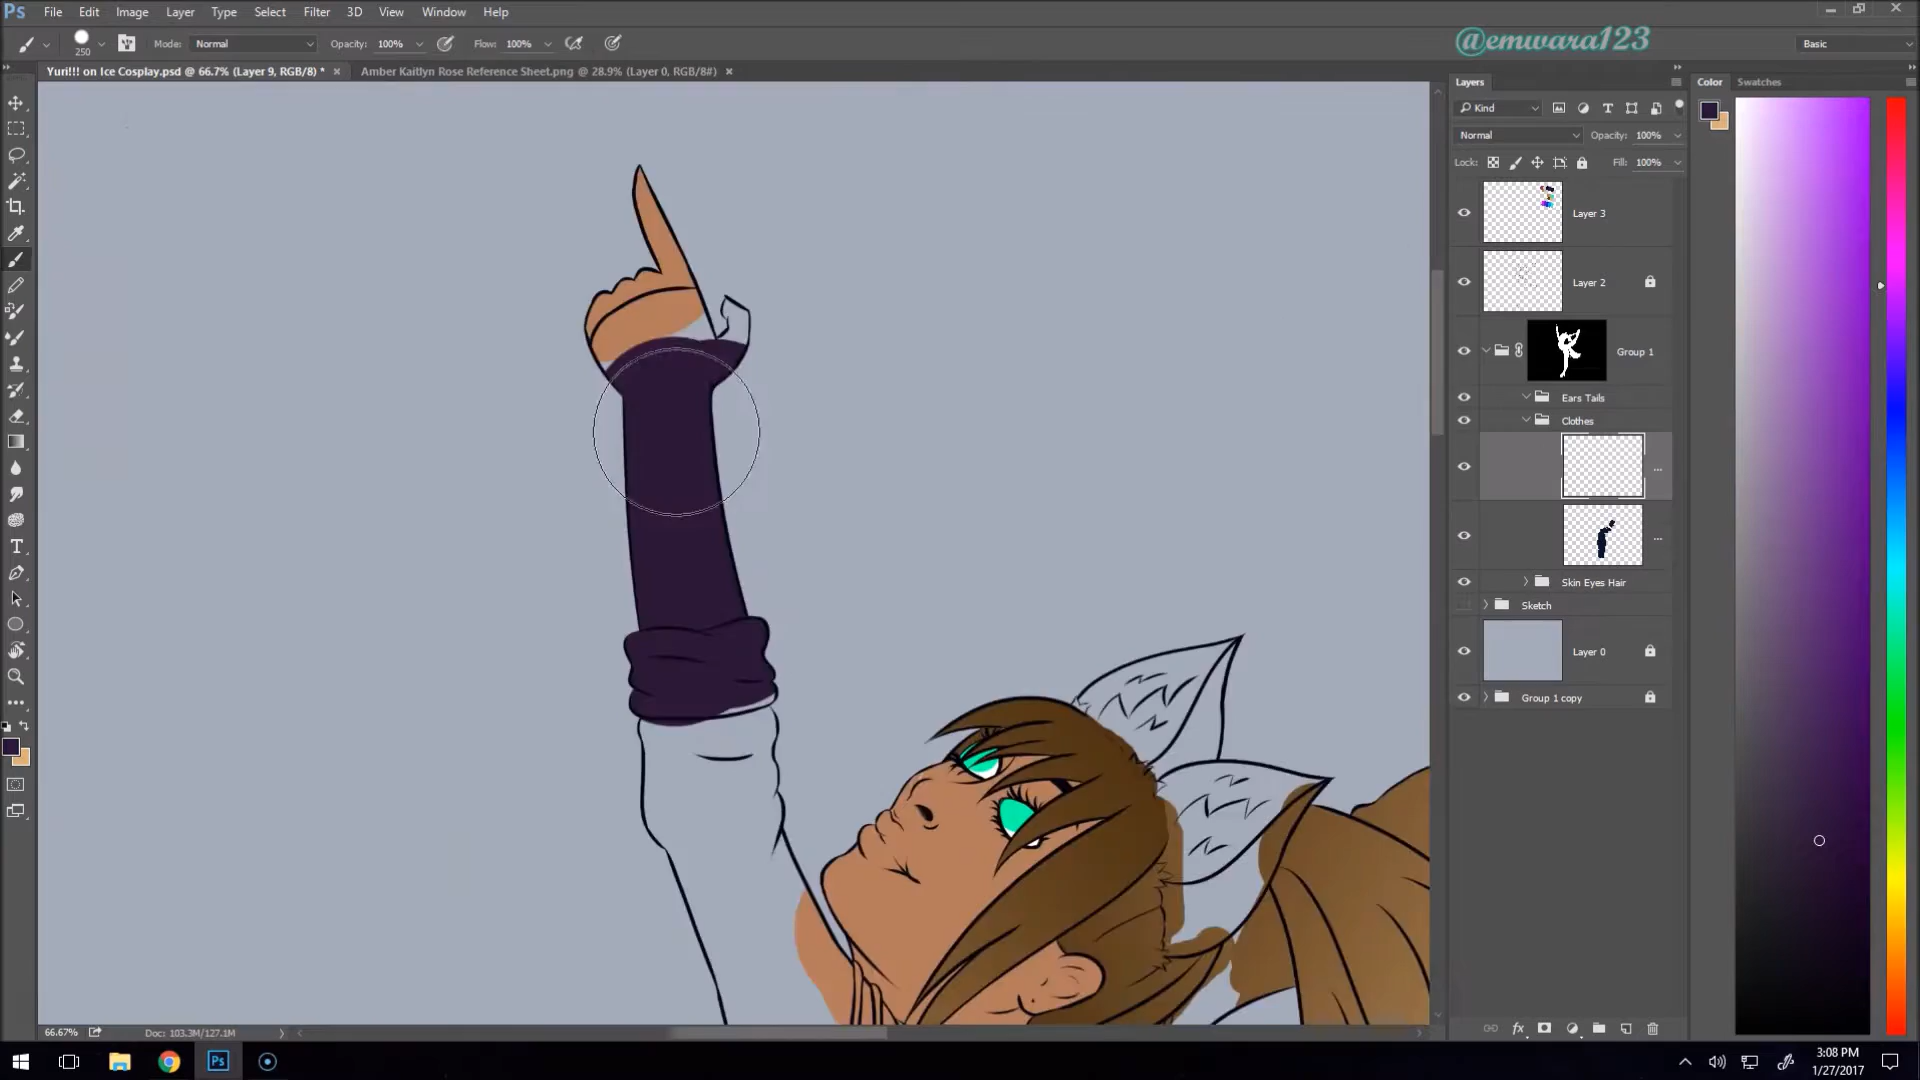 Ps File Edit Image Layer Type Select Filter 3D View Window Help
250 Mode: Normal Opacity: 100% Flow: 100% @emwara123 Basic
Yuri!!! on Ice Cosplay.psd @ 66.7% (Layer 9, RGB/8) * × Amber Kaitlyn Rose Reference Sheet.png @ 28.9% (Layer 0, RGB/8#) ×
Layers
Color Swatches
Kind
Normal Opacity: 100%
Lock: Fill: 100%
Layer 3
Layer 2
Group 1
Ears Tails
Clothes
...
...
Skin Eyes Hair
Sketch
Layer 0
Group 1 copy
66.67% Doc: 103.3M/127.1M
fx
Ps
3:08 PM
1/27/2017